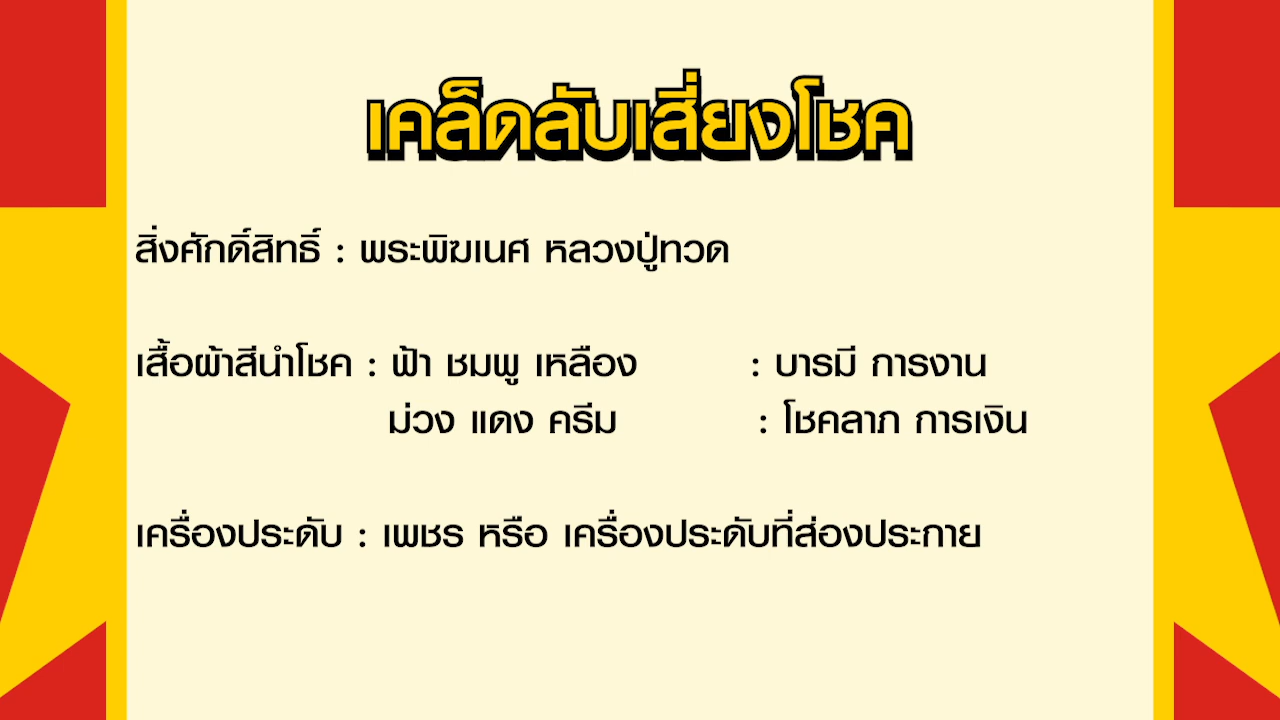 เคล็ดลับเสี่ยงโชค
สิ่งศักดิ์สิทธิ์ : พระพิฆเนศ หลวงปู่ทวด
เสื้อผ้าสีนำโชค : ฟ้า ชมพู เหลือง : บารมี การงาน
ม่วง แดง ครีม : โชคลาภ การเงิน
เครื่องประดับ : เพชร หรือ เครื่องประดับที่ส่องประกาย